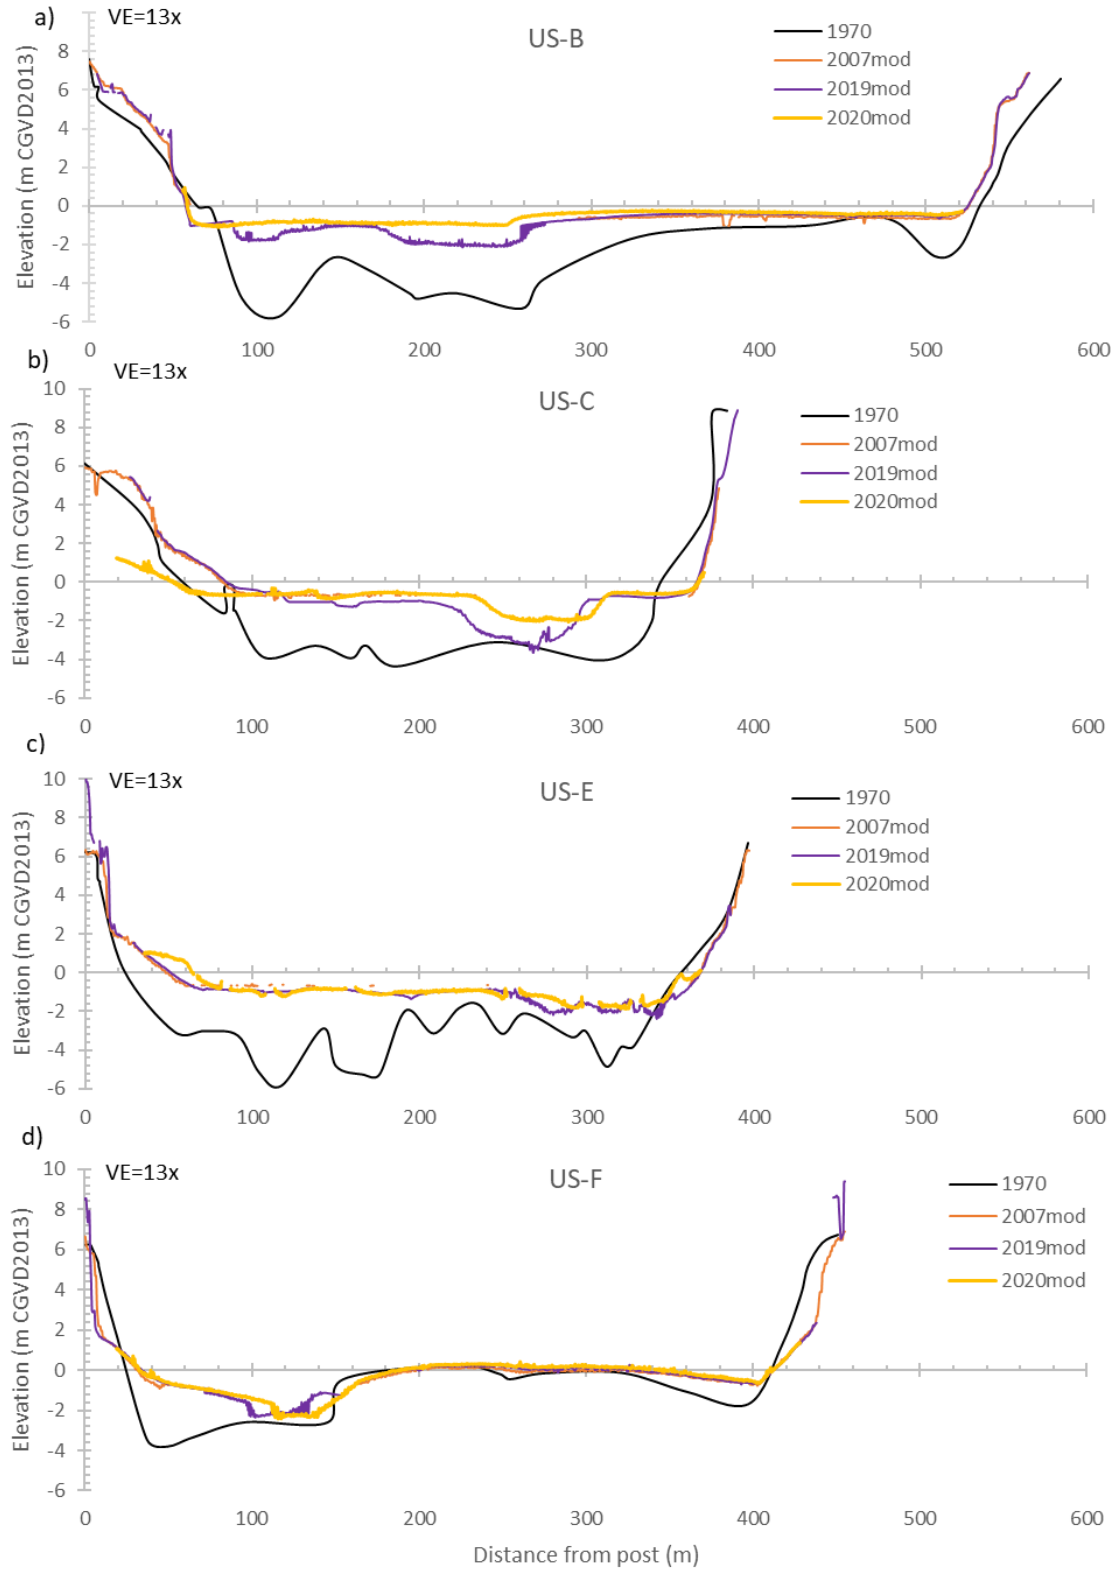 a)
VE=13x
US-B
1970
2007mod
2019mod
2020mod
Elevation (m CGVD2013)
8
6
4
2
0
-2
-4
-6
0 100 200 300 400 500 600
b)
VE=13x
US-C
1970
2007mod
2019mod
2020mod
Elevation (m CGVD2013)
10
8
6
4
2
0
-2
-4
-6
0 100 200 300 400 500 600
c)
VE=13x
US-E
1970
2007mod
2019mod
2020mod
Elevation (m CGVD2013)
10
8
6
4
2
0
-2
-4
-6
0 100 200 300 400 500 600
d)
VE=13x
US-F
1970
2007mod
2019mod
2020mod
Elevation (m CGVD2013)
10
8
6
4
2
0
-2
-4
-6
0 100 200 300 400 500 600
Distance from post (m)